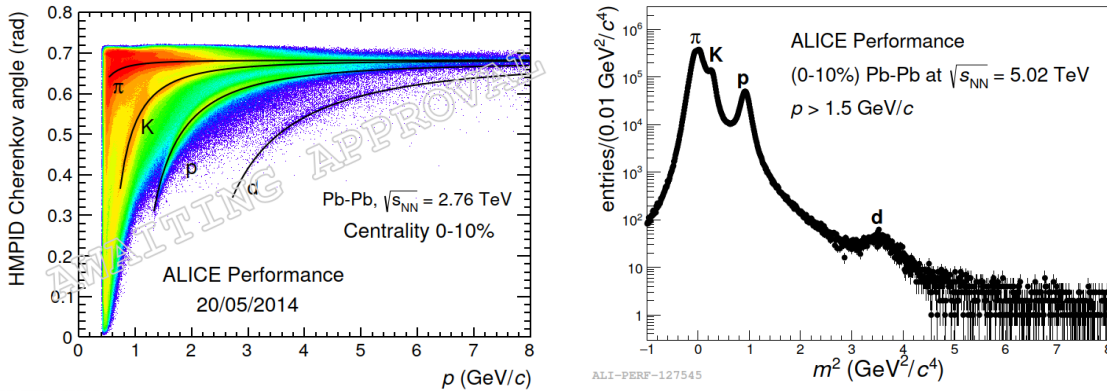 HMPID Cherenkov angle (rad)
0.8
0.7
0.6
0.5
0.4
0.3
0.2
0.1
0
π
K
p
d
Pb-Pb, √sNN = 2.76 TeV
Centrality 0-10%
ALICE Performance
20/05/2014
AWAITING APPROVAL
0 1 2 3 4 5 6 7 8
p (GeV/c)
entries/(0.01 GeV²/c⁴)
10⁶
10⁵
10⁴
10³
10²
10
1
π
K
p
d
ALICE Performance
(0-10%) Pb-Pb at √sNN = 5.02 TeV
p > 1.5 GeV/c
−1 0 1 2 3 4 5 6 7 8
m² (GeV²/c⁴)
ALI-PERF-127545